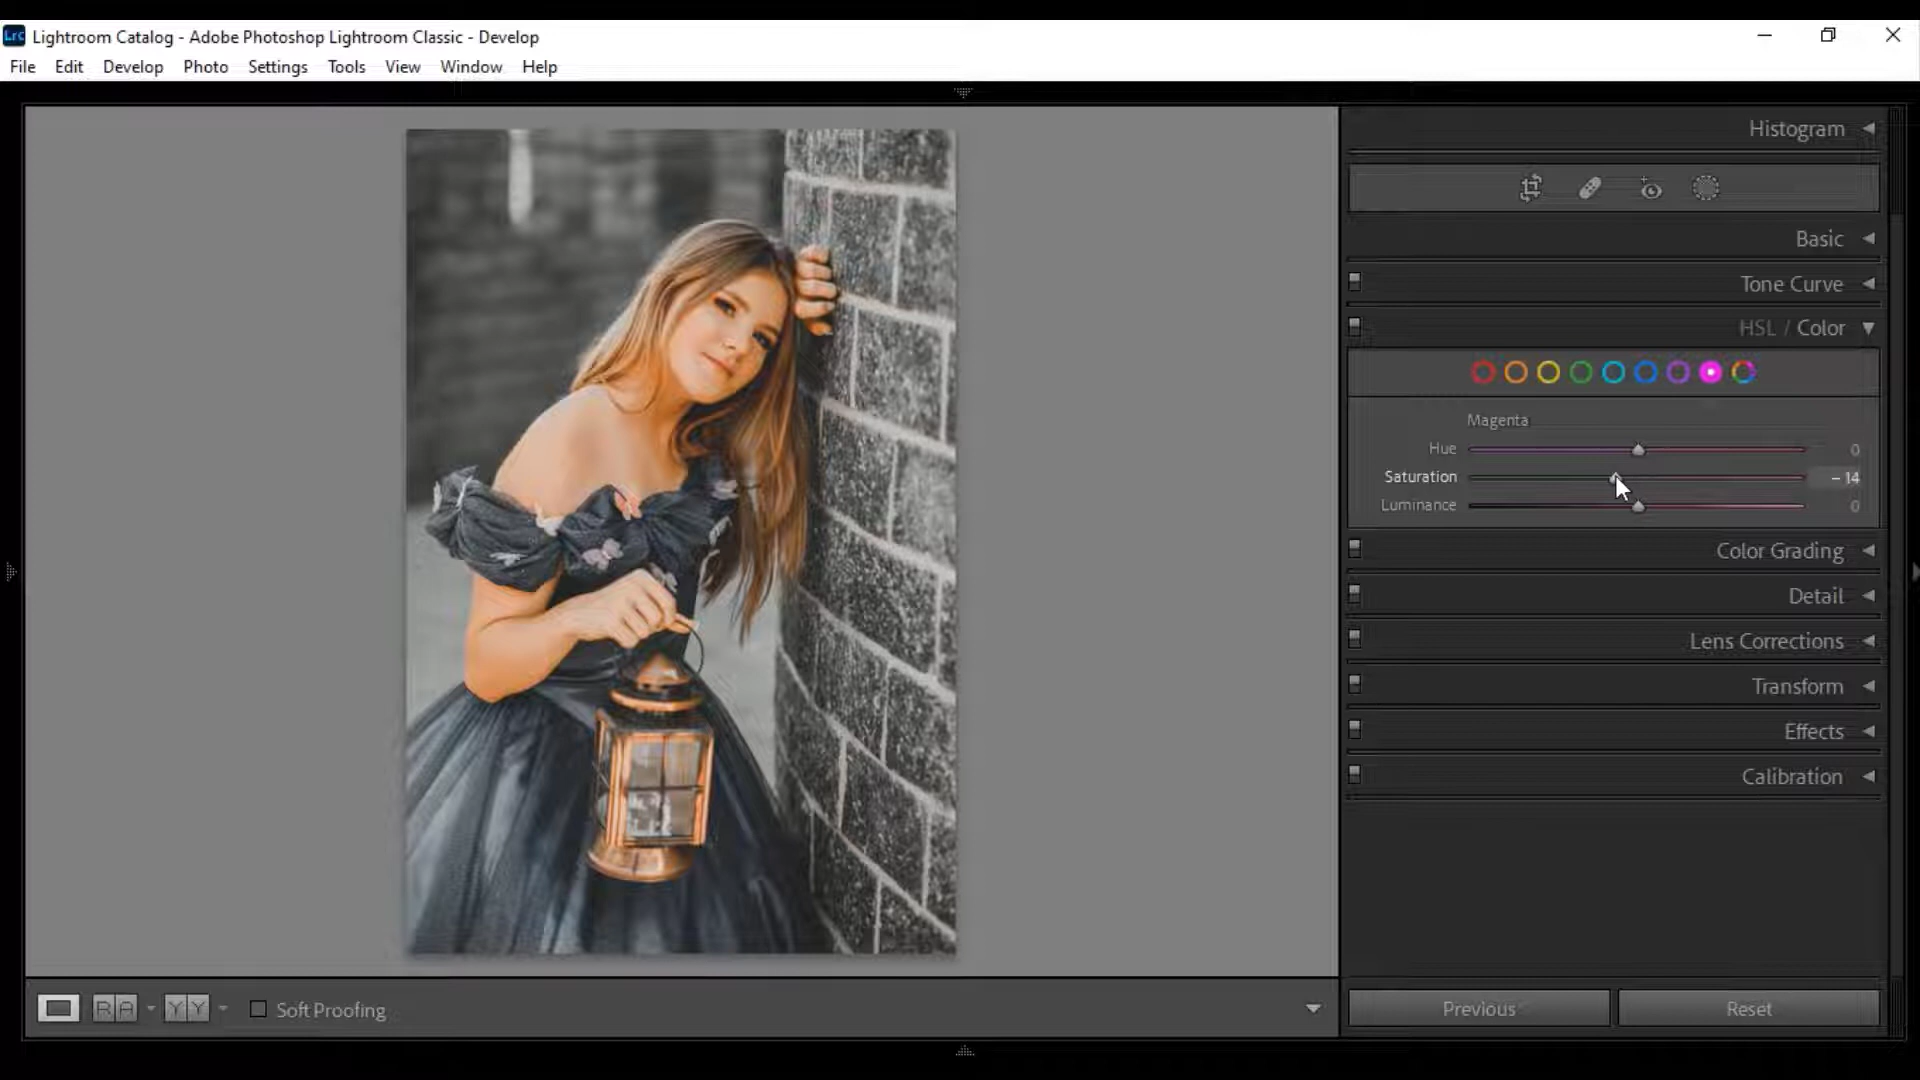 Lrc Lightroom Catalog - Adobe Photoshop Lightroom Classic - Develop
File Edit Develop Photo Settings Tools View Window Help
Histogram
Basic
Tone Curve
HSL / Color
Magenta
Hue 0
Saturation – 14
Luminance 0
Color Grading
Detail
Lens Corrections
Transform
Effects
Calibration
R A Y Y Soft Proofing
Previous Reset